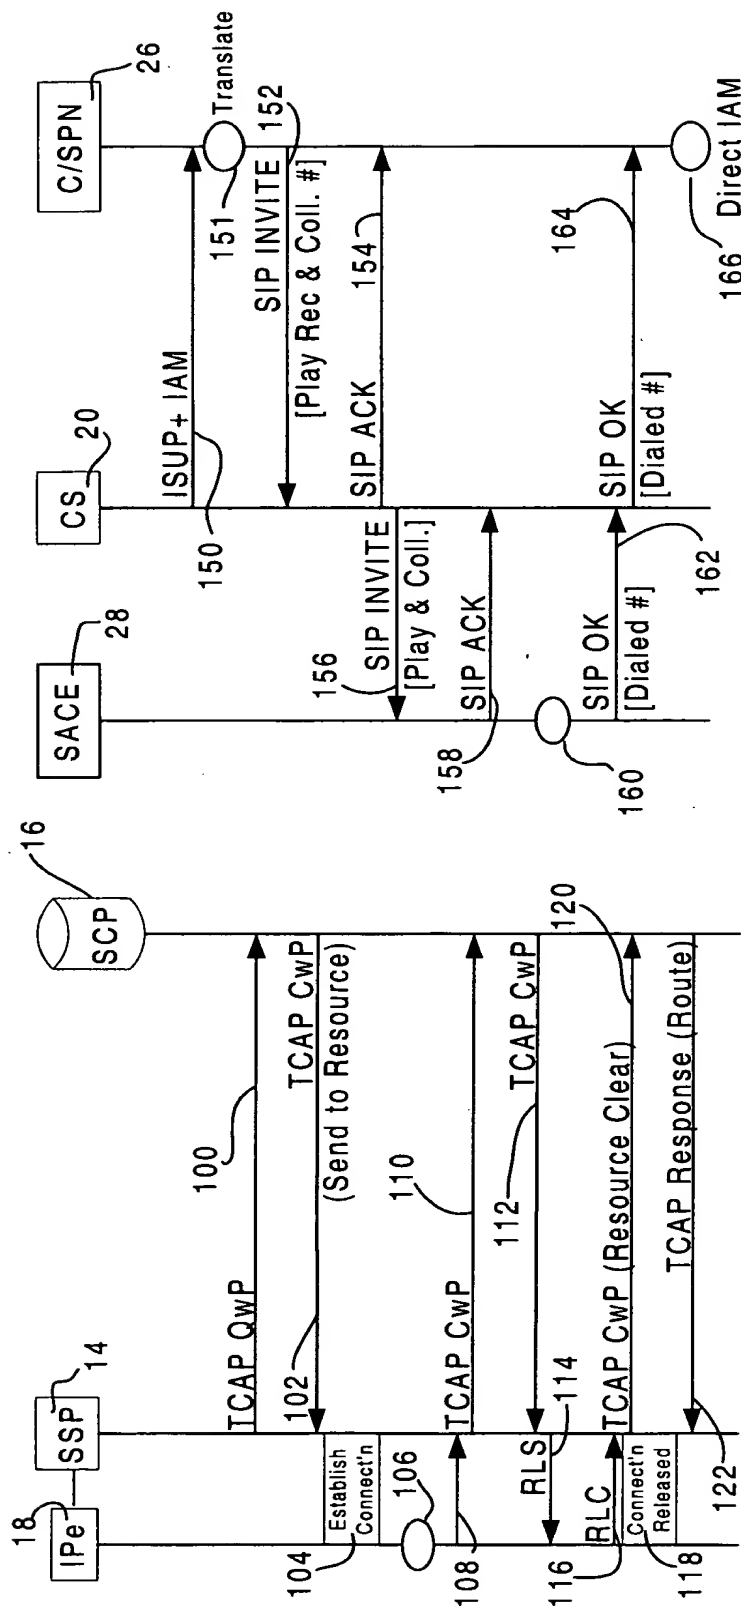 18
IPe
SSP
14
SCP
16
TCAP QwP
100
102
TCAP CwP
(Send to Resource)
Establish
Connect'n
104
106
108
TCAP CwP
110
TCAP CwP
112
RLS
114
RLC
116
TCAP CwP (Resource Clear)
120
Connect'n
Released
118
TCAP Response (Route)
122
SACE
28
CS
20
C/SPN
26
ISUP+ IAM
150
Translate
151
152
SIP INVITE
[Play Rec & Coll. #]
SIP ACK
154
156
SIP INVITE
[Play & Coll.]
SIP ACK
158
160
SIP OK
[Dialed #]
162
SIP OK
[Dialed #]
164
166
Direct IAM